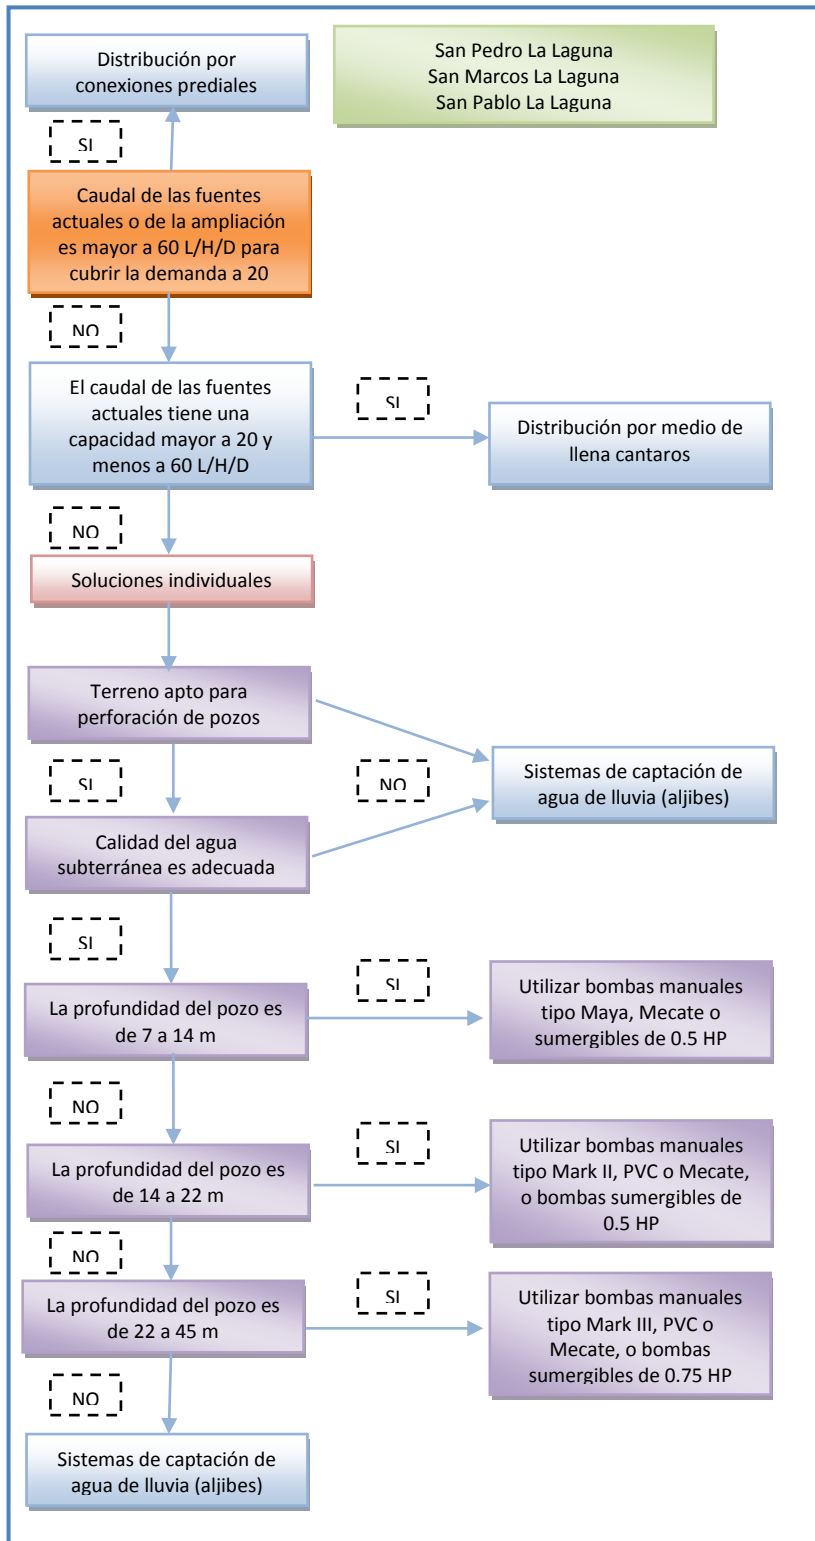 Distribución por
conexiones prediales
San Pedro La Laguna
San Marcos La Laguna
San Pablo La Laguna
SI
Caudal de las fuentes
actuales o de la ampliación
es mayor a 60 L/H/D para
cubrir la demanda a 20
NO
El caudal de las fuentes
actuales tiene una
capacidad mayor a 20 y
menos a 60 L/H/D
SI
Distribución por medio de
llena cantaros
NO
Soluciones individuales
Terreno apto para
perforación de pozos
SI
NO
Sistemas de captación de
agua de lluvia (aljibes)
Calidad del agua
subterránea es adecuada
SI
La profundidad del pozo es
de 7 a 14 m
SI
Utilizar bombas manuales
tipo Maya, Mecate o
sumergibles de 0.5 HP
NO
La profundidad del pozo es
de 14 a 22 m
SI
Utilizar bombas manuales
tipo Mark II, PVC o Mecate,
o bombas sumergibles de
0.5 HP
NO
La profundidad del pozo es
de 22 a 45 m
SI
Utilizar bombas manuales
tipo Mark III, PVC o
Mecate, o bombas
sumergibles de 0.75 HP
NO
Sistemas de captación de
agua de lluvia (aljibes)